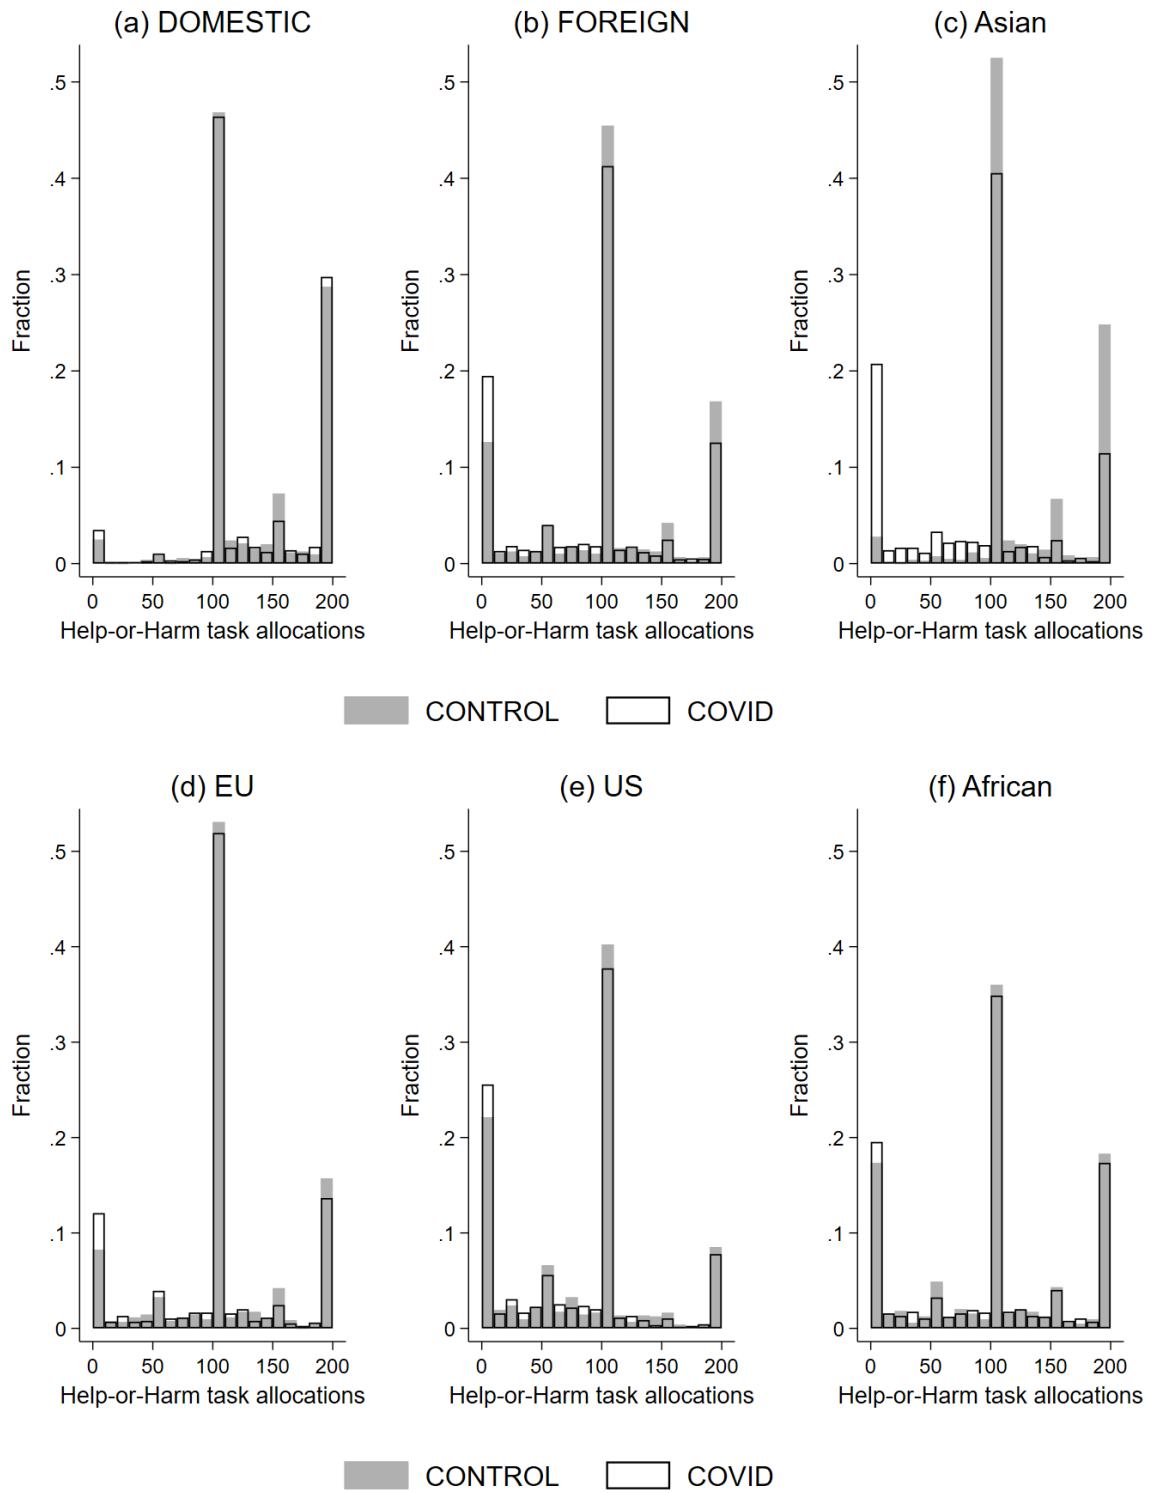 (a) DOMESTIC
(b) FOREIGN
(c) Asian
Fraction
.5
.4
.3
.2
.1
0
0 50 100 150 200
Help-or-Harm task allocations
Fraction
.5
.4
.3
.2
.1
0
0 50 100 150 200
Help-or-Harm task allocations
Fraction
.5
.4
.3
.2
.1
0
0 50 100 150 200
Help-or-Harm task allocations
CONTROL COVID
(d) EU
(e) US
(f) African
Fraction
.5
.4
.3
.2
.1
0
0 50 100 150 200
Help-or-Harm task allocations
Fraction
.5
.4
.3
.2
.1
0
0 50 100 150 200
Help-or-Harm task allocations
Fraction
.5
.4
.3
.2
.1
0
0 50 100 150 200
Help-or-Harm task allocations
CONTROL COVID